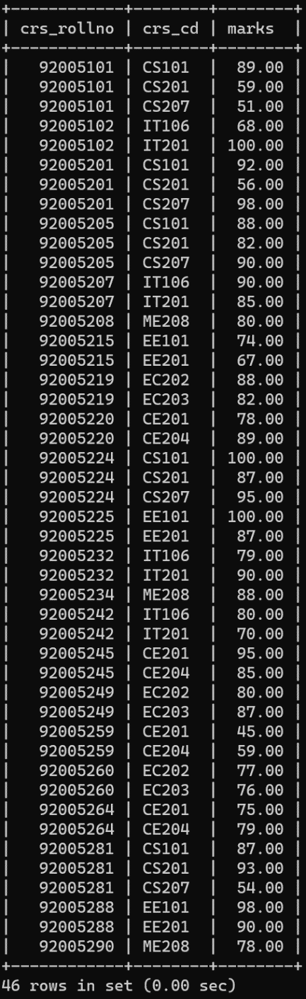 +------------+--------+--------+
| crs_rollno | crs_cd | marks  |
+------------+--------+--------+
|   92005101 | CS101  |  89.00 |
|   92005101 | CS201  |  59.00 |
|   92005101 | CS207  |  51.00 |
|   92005102 | IT106  |  68.00 |
|   92005102 | IT201  | 100.00 |
|   92005201 | CS101  |  92.00 |
|   92005201 | CS201  |  56.00 |
|   92005201 | CS207  |  98.00 |
|   92005205 | CS101  |  88.00 |
|   92005205 | CS201  |  82.00 |
|   92005205 | CS207  |  90.00 |
|   92005207 | IT106  |  90.00 |
|   92005207 | IT201  |  85.00 |
|   92005208 | ME208  |  80.00 |
|   92005215 | EE101  |  74.00 |
|   92005215 | EE201  |  67.00 |
|   92005219 | EC202  |  88.00 |
|   92005219 | EC203  |  82.00 |
|   92005220 | CE201  |  78.00 |
|   92005220 | CE204  |  89.00 |
|   92005224 | CS101  | 100.00 |
|   92005224 | CS201  |  87.00 |
|   92005224 | CS207  |  95.00 |
|   92005225 | EE101  | 100.00 |
|   92005225 | EE201  |  87.00 |
|   92005232 | IT106  |  79.00 |
|   92005232 | IT201  |  90.00 |
|   92005234 | ME208  |  88.00 |
|   92005242 | IT106  |  80.00 |
|   92005242 | IT201  |  70.00 |
|   92005245 | CE201  |  95.00 |
|   92005245 | CE204  |  85.00 |
|   92005249 | EC202  |  80.00 |
|   92005249 | EC203  |  87.00 |
|   92005259 | CE201  |  45.00 |
|   92005259 | CE204  |  59.00 |
|   92005260 | EC202  |  77.00 |
|   92005260 | EC203  |  76.00 |
|   92005264 | CE201  |  75.00 |
|   92005264 | CE204  |  79.00 |
|   92005281 | CS101  |  87.00 |
|   92005281 | CS201  |  93.00 |
|   92005281 | CS207  |  54.00 |
|   92005288 | EE101  |  98.00 |
|   92005288 | EE201  |  90.00 |
|   92005290 | ME208  |  78.00 |
+------------+--------+--------+
46 rows in set (0.00 sec)